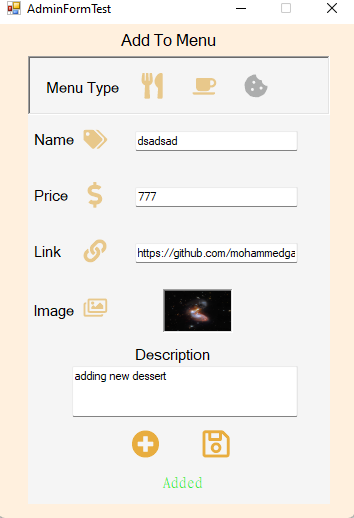 AdminFormTest
Add To Menu
Menu Type
Name
dsadsad
Price
777
Link
https://github.com/mohammedga
Image
Description
adding new dessert
Added